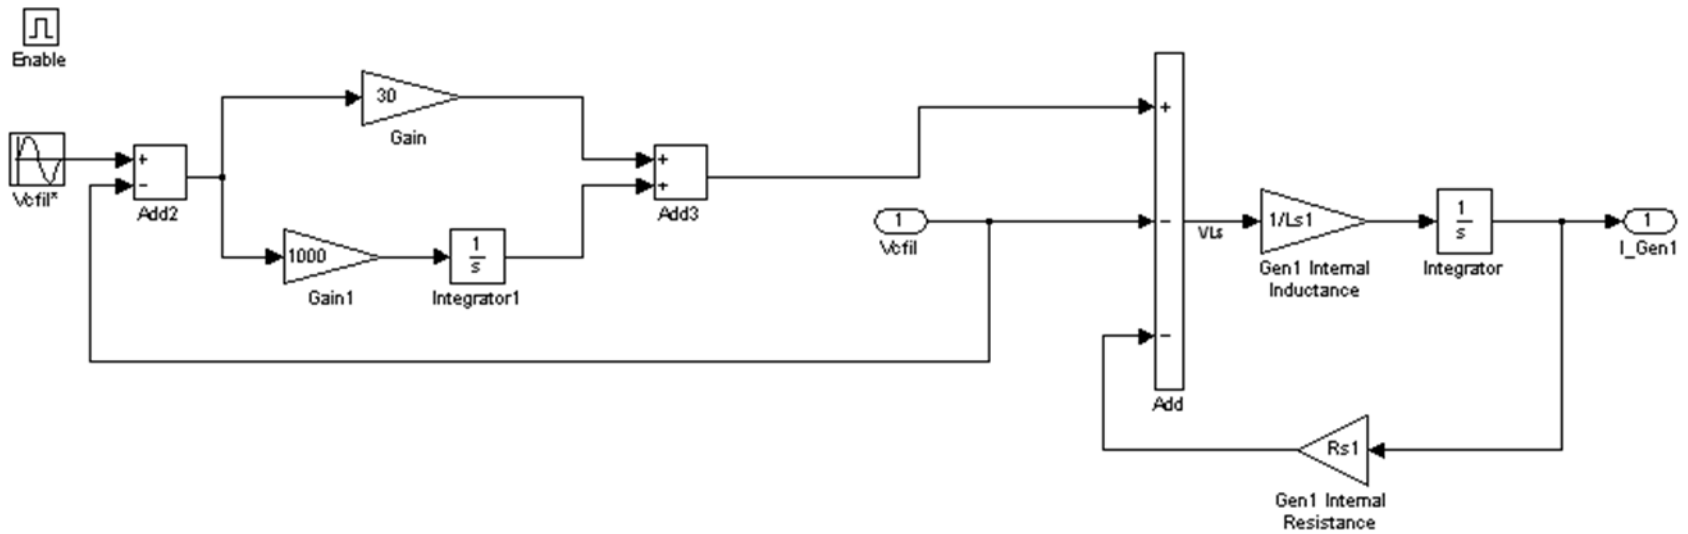 Enable
30
Gain
Vcfil*
+
−
Add2
+
+
Add3
1000
Gain1
1
s
Integrator1
1
Vcfil
+
−
−
Add
VLs
1/Ls1
Gen1 Internal
Inductance
1
s
Integrator
1
I_Gen1
Rs1
Gen1 Internal
Resistance